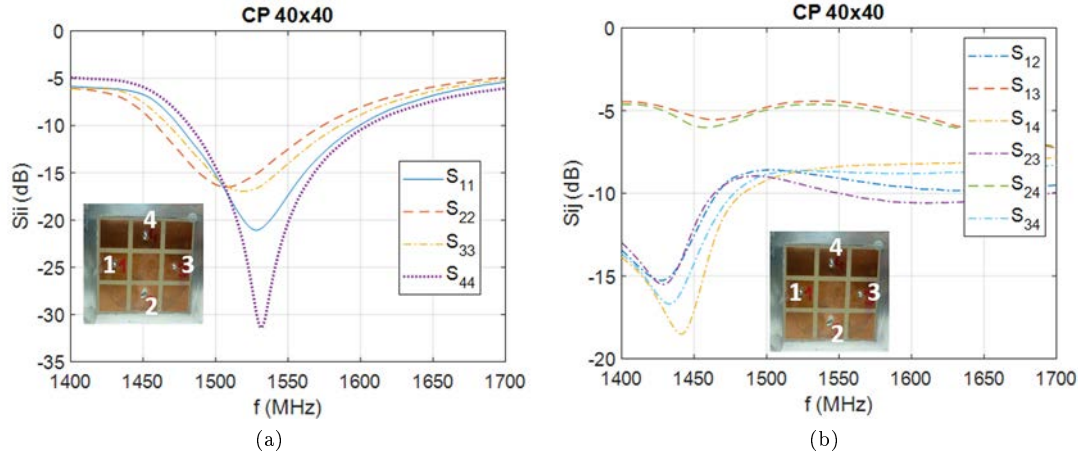 CP 40x40
0
-5
-10
-15
-20
-25
-30
-35
Sii (dB)
S11
S22
S33
S44
4
1 3
2
1400 1450 1500 1550 1600 1650 1700
f (MHz)
(a)
CP 40x40
0
-5
-10
-15
-20
Sij (dB)
S12
S13
S14
S23
S24
S34
4
1 3
2
1400 1450 1500 1550 1600 1650 1700
f (MHz)
(b)